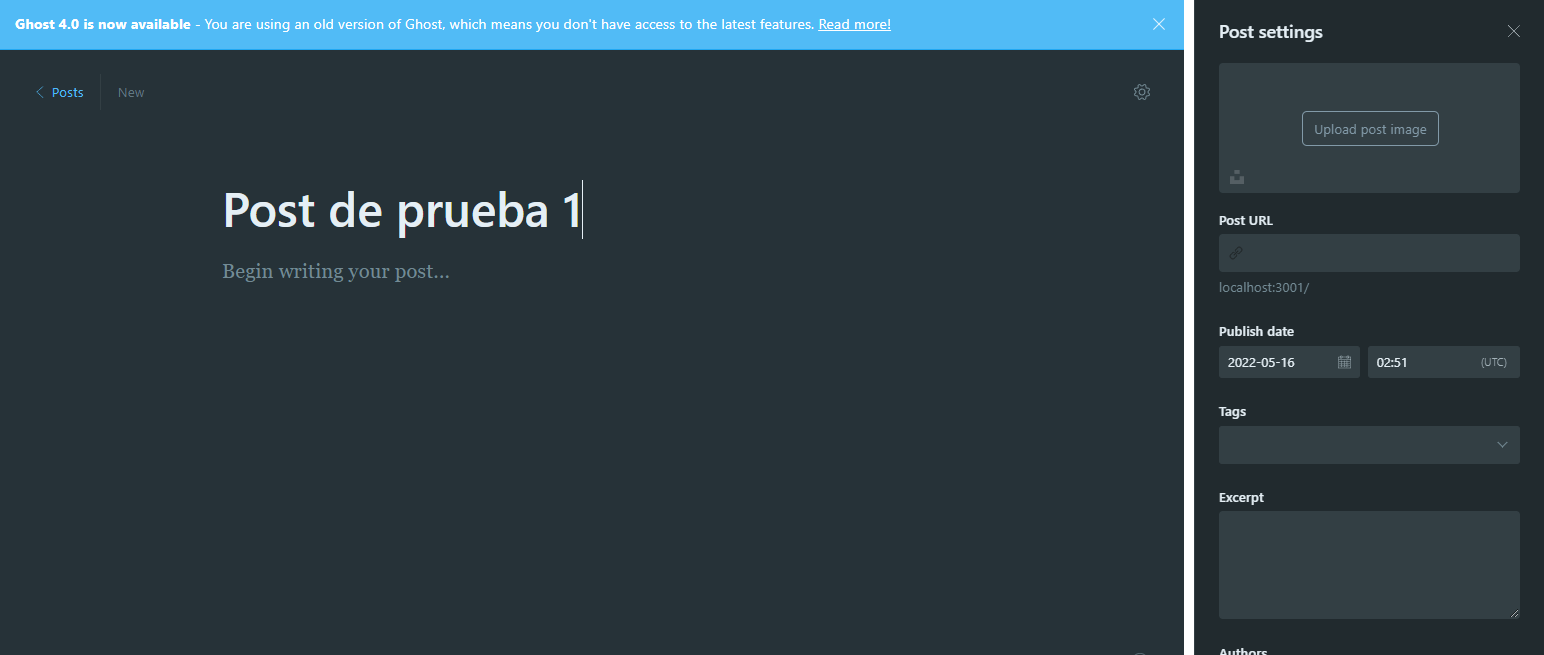 Ghost 4.0 is now available - You are using an old version of Ghost, which means you don't have access to the latest features. Read more!
Posts
New
Post de prueba 1
Begin writing your post...
Post settings
Upload post image
Post URL
localhost:3001/
Publish date
2022-05-16
02:51
(UTC)
Tags
Excerpt
Authors